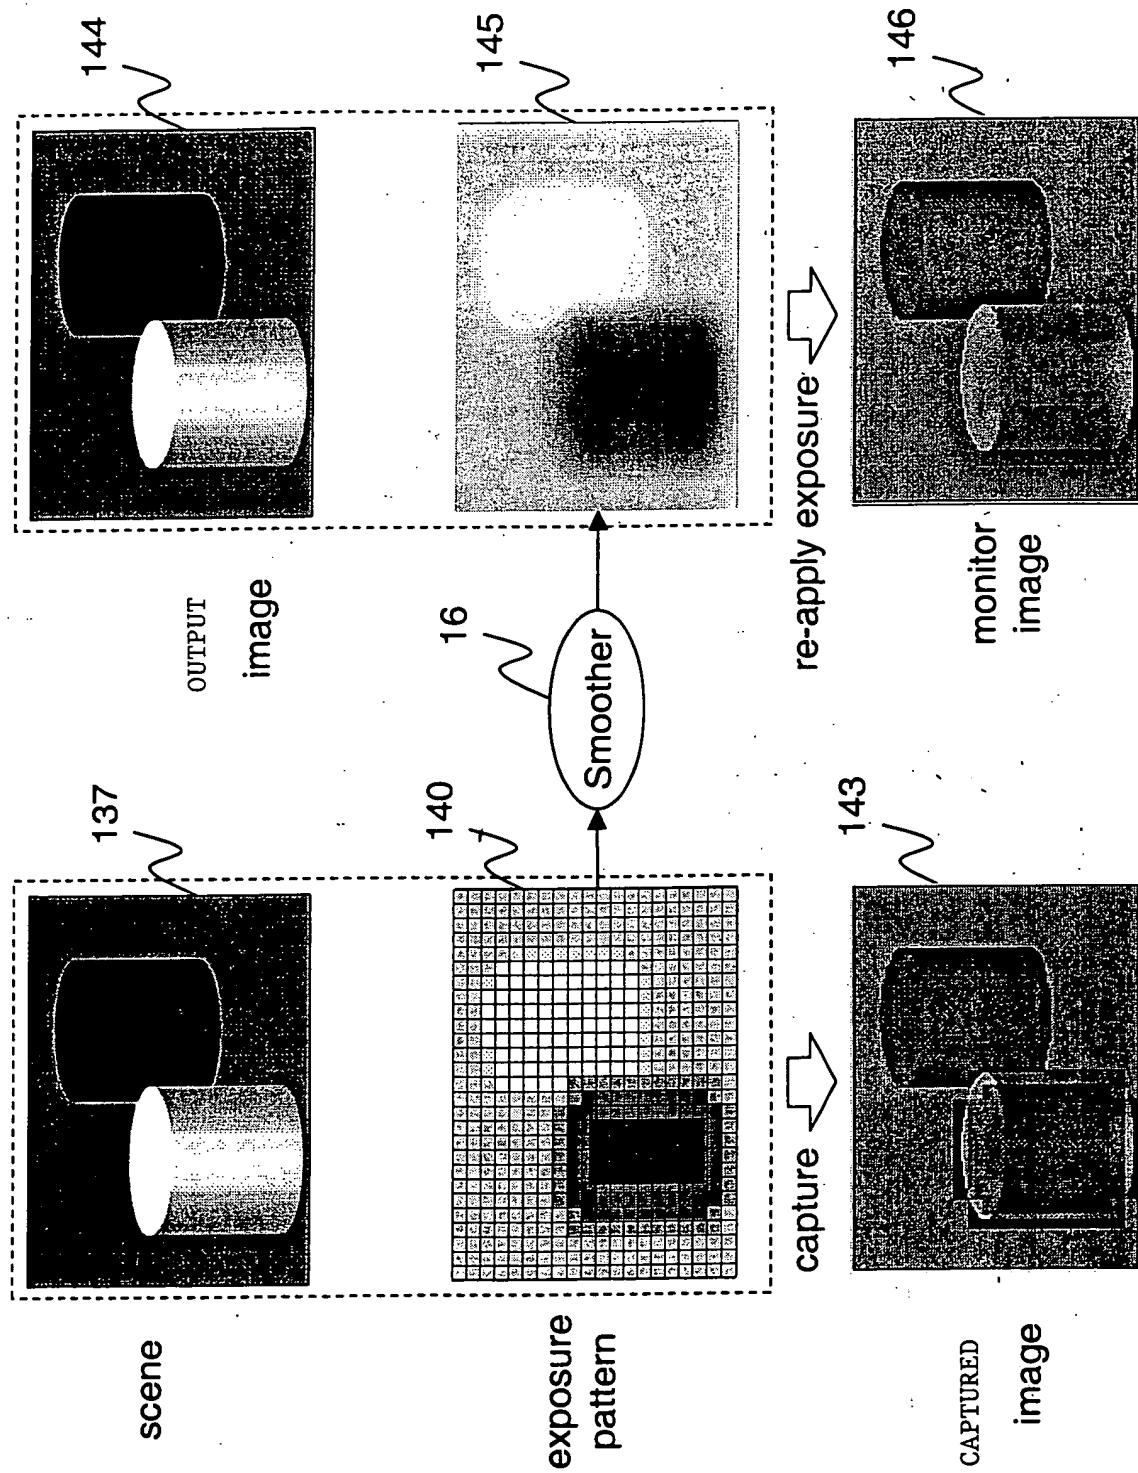 scene
137
OUTPUT
image
144
exposure
pattern
140
16
Smoother
145
capture
re-apply exposure
CAPTURED
image
143
monitor
image
146